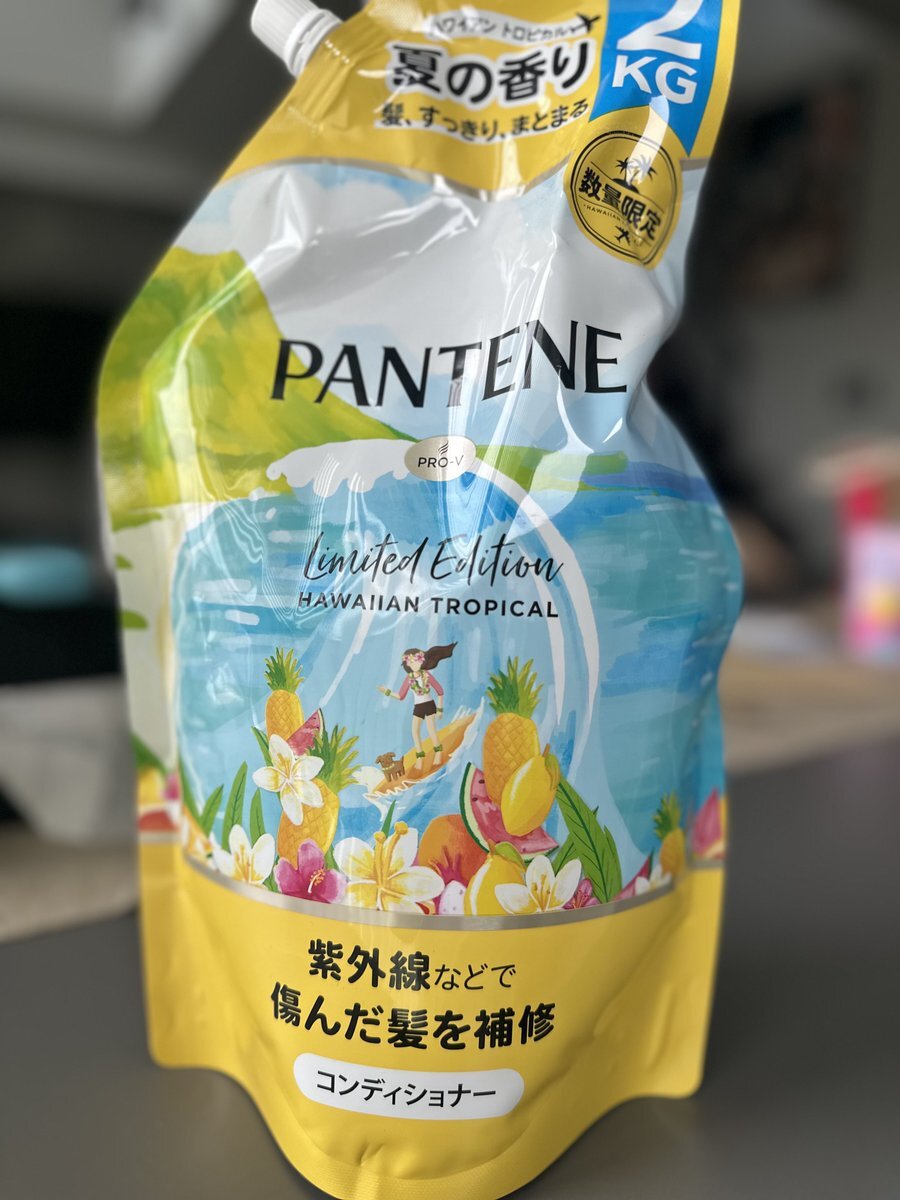 ハワイアン トロピカル
夏の香り
髪、すっきり、まとまる
2
KG
数量限定
PANTENE
PRO-V
Limited Edition
HAWAIIAN TROPICAL
紫外線などで
傷んだ髪を補修
コンディショナー